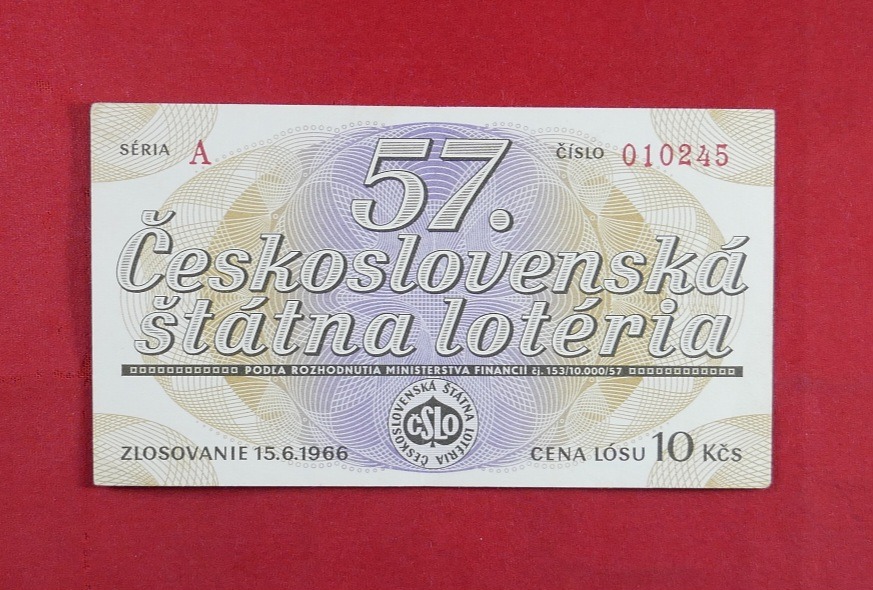 SÉRIA A
ČÍSLO 010245
57.
Československá
štátna lotéria
PODĽA ROZHODNUTIA MINISTERSTVA FINANCIÍ čj. 153/10.000/57
ČESKOSLOVENSKÁ ŠTÁTNA LOTÉRIA
ČSLO
ZLOSOVANIE 15.6.1966
CENA LÓSU 10 Kčs